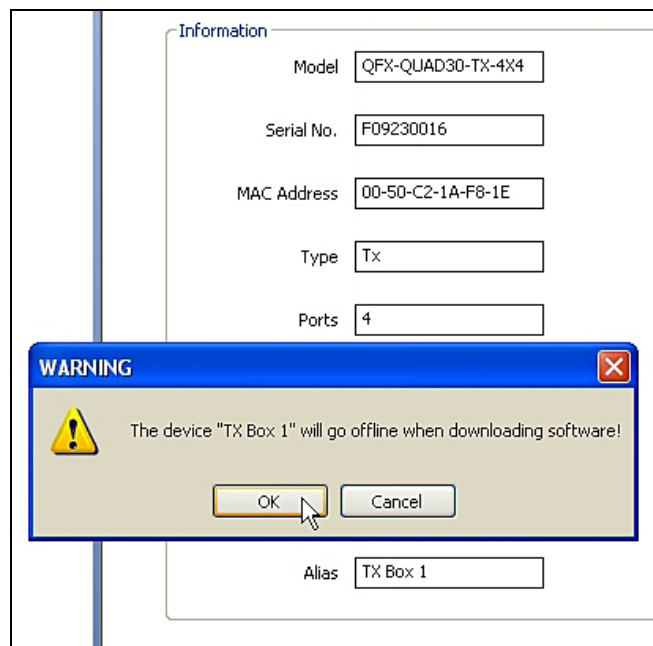 Information
Model QFX-QUAD30-TX-4X4
Serial No. F09230016
MAC Address 00-50-C2-1A-F8-1E
Type Tx
Ports 4
WARNING
The device "TX Box 1" will go offline when downloading software!
OK Cancel
Alias TX Box 1